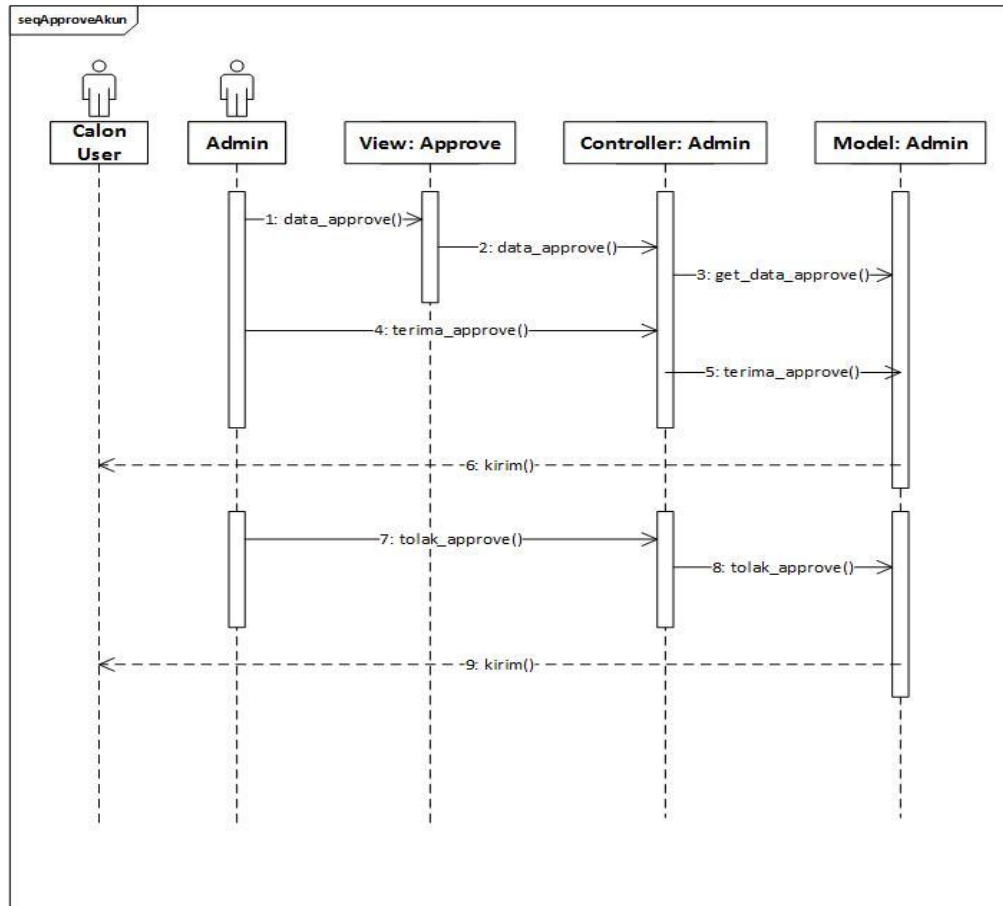 seqApproveAkun
Calon
User
Admin
View: Approve
Controller: Admin
Model: Admin
1: data_approve()
2: data_approve()
3: get_data_approve()
4: terima_approve()
5: terima_approve()
6: kirim()
7: tolak_approve()
8: tolak_approve()
9: kirim()